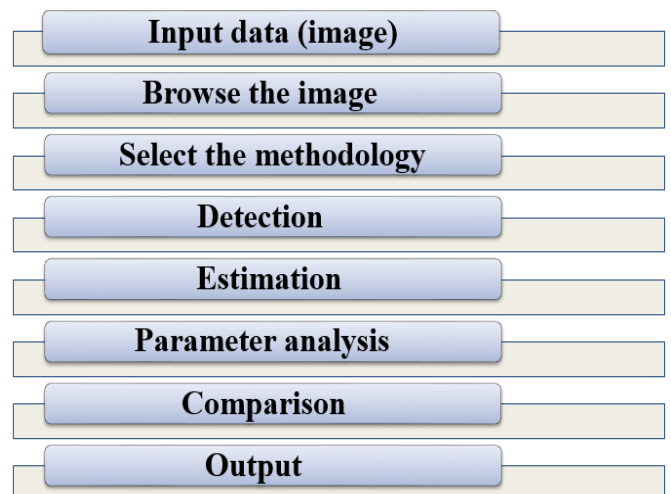 Input data (image)
Browse the image
Select the methodology
Detection
Estimation
Parameter analysis
Comparison
Output